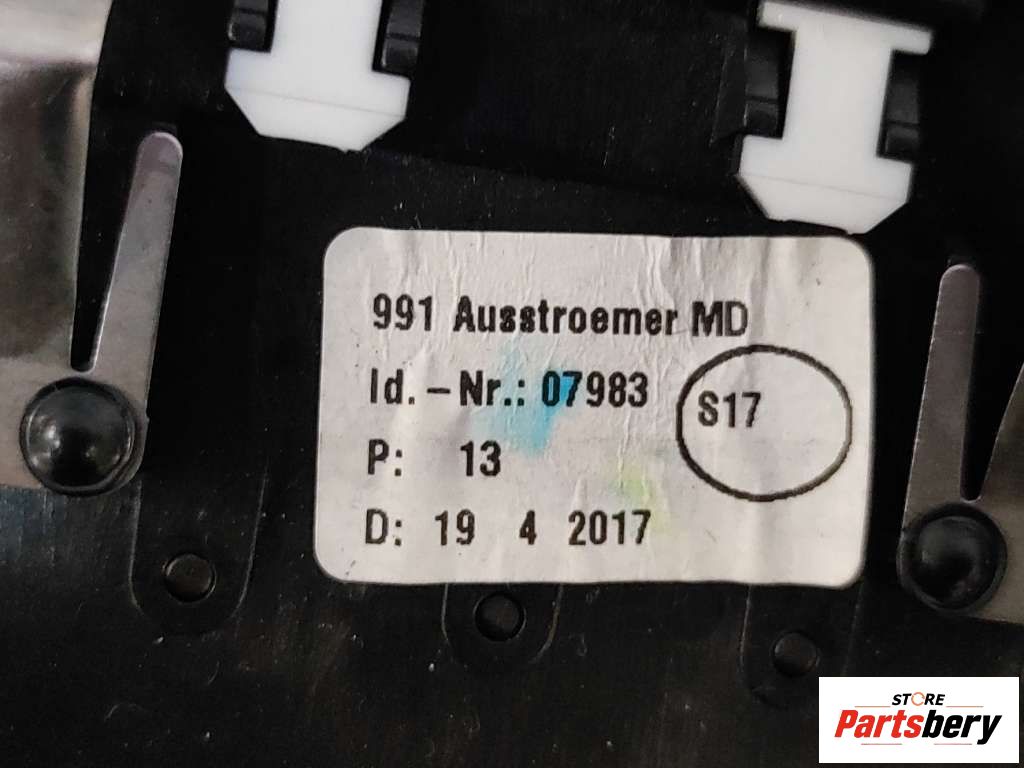 991 Ausstroemer MD
Id.-Nr.: 07983
S17
P: 13
D: 19 4 2017
STORE
Partsbery